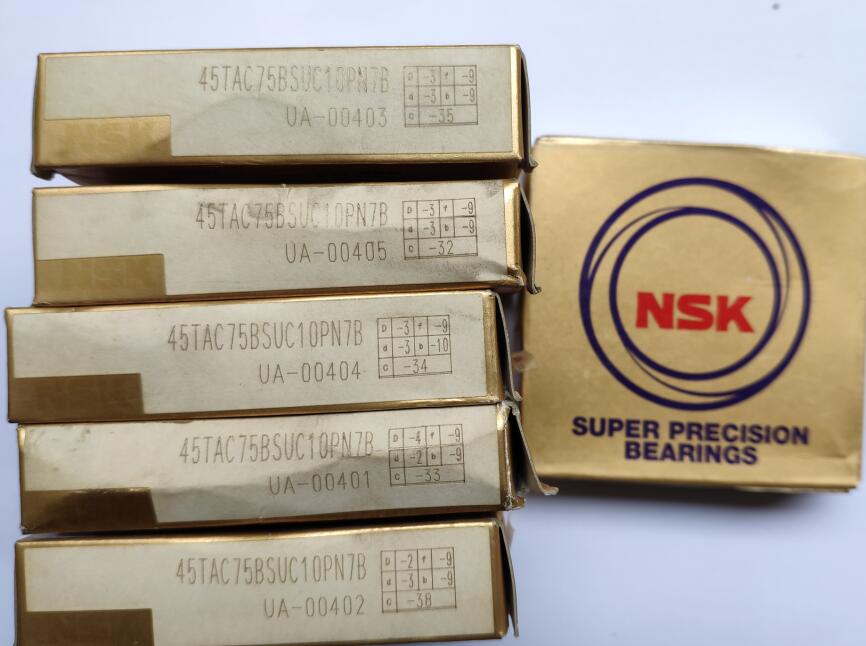 45TAC75BSUC10PN7B
D -3 f -9
d -3 b -9
UA-00403
c -35
NSK
45TAC75BSUC10PN7B
D -3 f -9
d -3 b -9
UA-00405
c -32
NSK
45TAC75BSUC10PN7B
D -3 f -9
d -3 b -10
UA-00404
c -34
45TAC75BSUC10PN7B
D -4 f -9
d -2 b -9
UA-00401
c -33
45TAC75BSUC10PN7B
D -2 f -9
d -3 b -9
UA-00402
c -38
NSK
SUPER PRECISION
BEARINGS